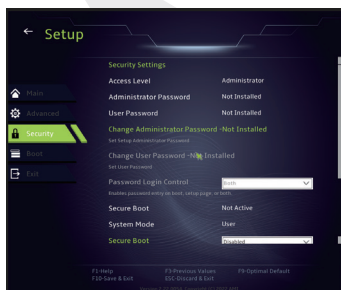 Setup
Security Settings
Access Level Administrator
Administrator Password Not Installed
User Password Not Installed
Change Administrator Password -Not Installed
Set Setup Administrator Password
Change User Password -Not Installed
Set User Password
Password Login Control Both
Enables password entry on boot, setup page, or both.
Secure Boot Not Active
System Mode User
Secure Boot Disabled
Main
Advanced
Security
Boot
Exit
F1-Help F3-Previous Values F9-Optimal Default
F10-Save & Exit ESC-Discard & Exit